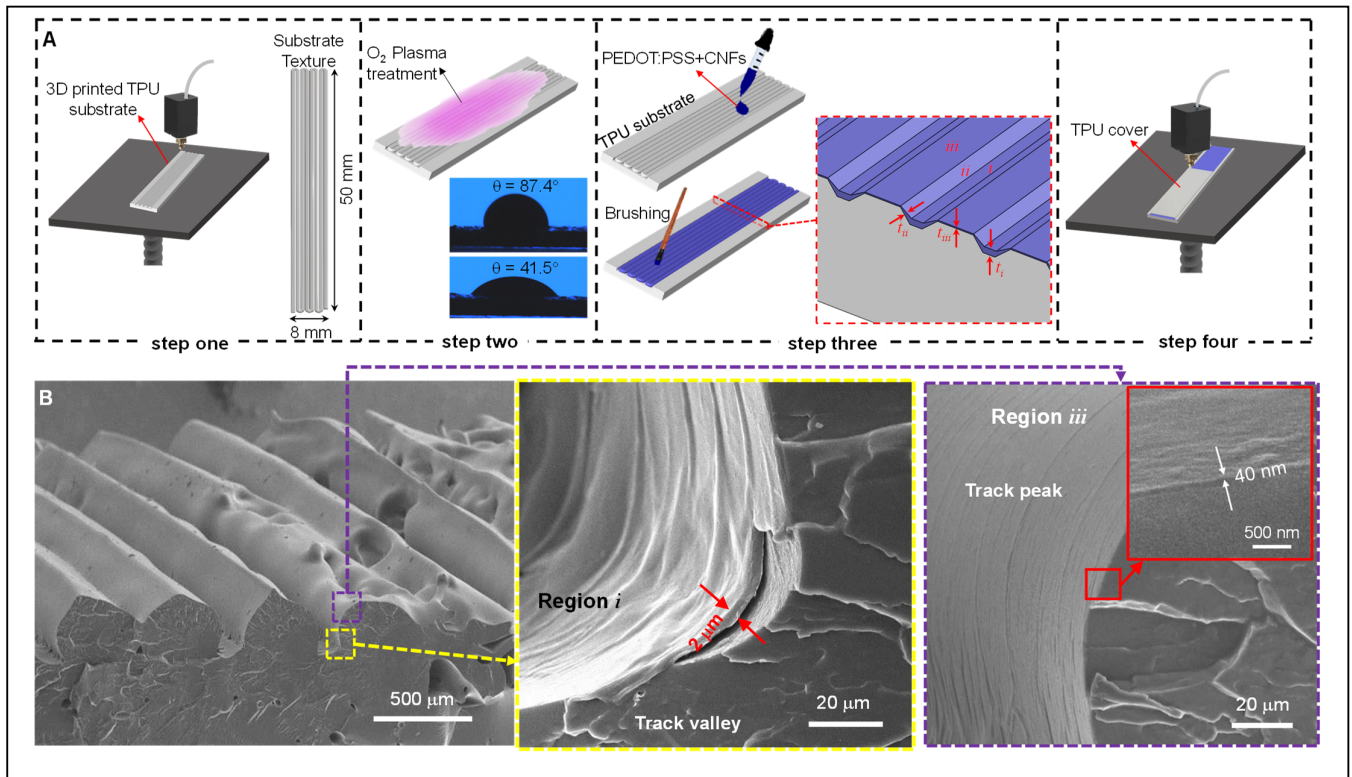 A
3D printed TPU
substrate
Substrate
Texture
50 mm
8 mm
step one
O2 Plasma
treatment
θ = 87.4°
θ = 41.5°
step two
PEDOT:PSS+CNFs
TPU substrate
Brushing
m
ii
i
tii
tiii
ti
step three
TPU cover
step four
B
500 μm
Region i
2 μm
Track valley
20 μm
Region iii
Track peak
40 nm
500 nm
20 μm